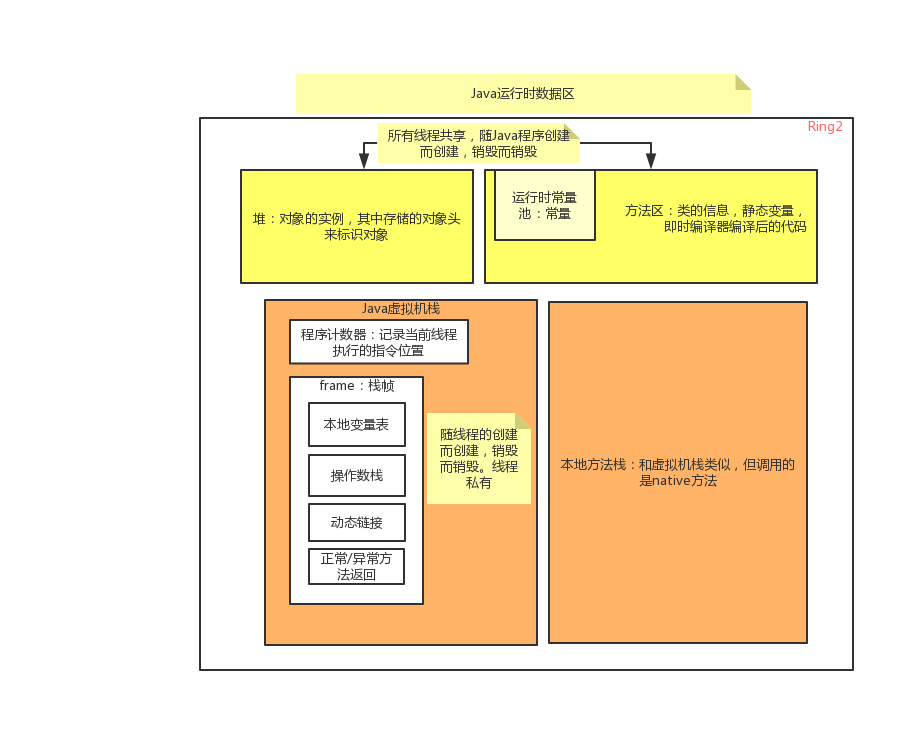 Java运行时数据区
Ring2
所有线程共享，随Java程序创建
而创建，销毁而销毁
堆：对象的实例，其中存储的对象头
来标识对象
运行时常量
池：常量
方法区：类的信息，静态变量，
即时编译器编译后的代码
Java虚拟机栈
程序计数器：记录当前线程
执行的指令位置
frame：栈帧
本地变量表
操作数栈
动态链接
正常/异常方
法返回
随线程的创建
而创建，销毁
而销毁。线程
私有
本地方法栈：和虚拟机栈类似，但调用的
是native方法